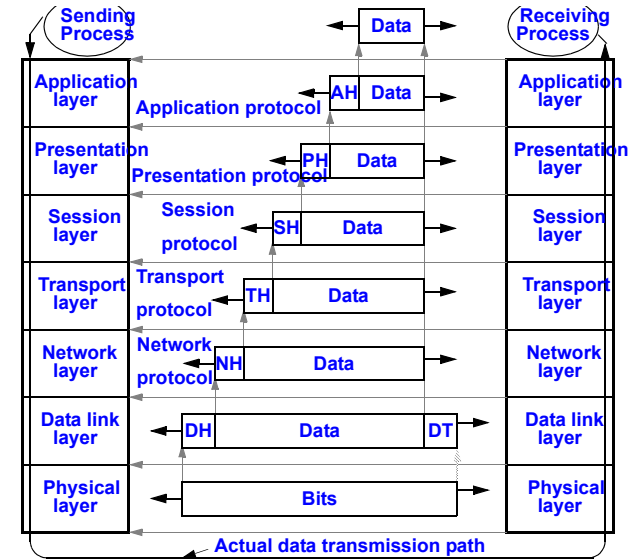 Sending
Process
Data
Receiving
Process
Application
layer
Application protocol
AH
Data
Application
layer
Presentation
layer
Presentation protocol
PH
Data
Presentation
layer
Session
layer
Session
protocol
SH
Data
Session
layer
Transport
layer
Transport
protocol
TH
Data
Transport
layer
Network
layer
Network
protocol
NH
Data
Network
layer
Data link
layer
DH
Data
DT
Data link
layer
Physical
layer
Bits
Physical
layer
Actual data transmission path